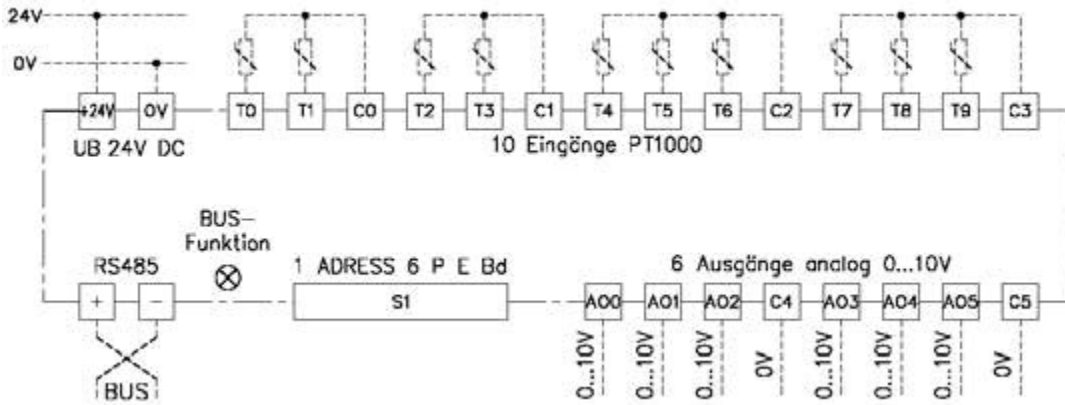 24V
0V
+24V 0V T0 T1 C0 T2 T3 C1 T4 T5 T6 C2 T7 T8 T9 C3
UB 24V DC
10 Eingänge PT1000
BUS-
Funktion
RS485
1 ADRESS 6 P E Bd
6 Ausgänge analog 0...10V
+ - S1 AO0 AO1 AO2 C4 AO3 AO4 AO5 C5
0...10V 0...10V 0...10V 0V 0...10V 0...10V 0...10V 0V
BUS